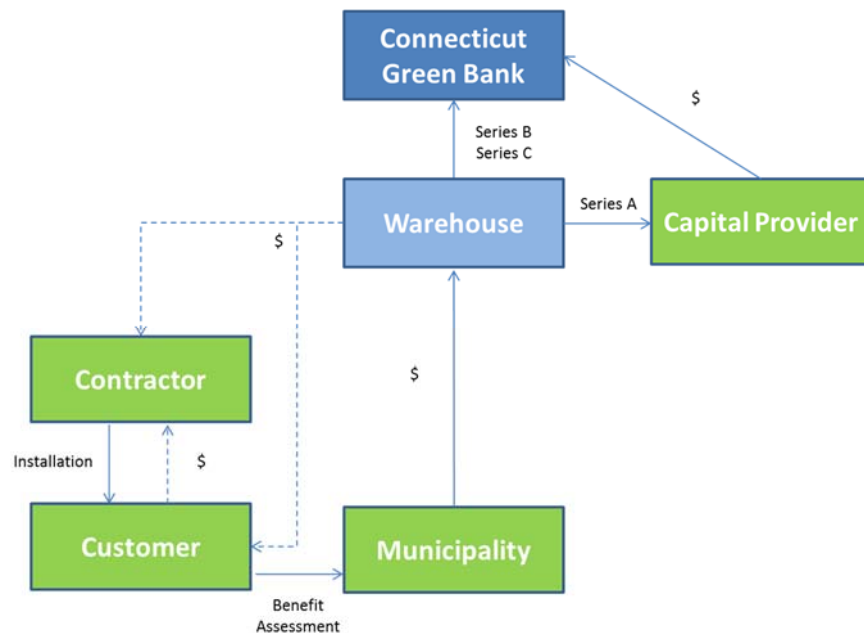 Connecticut
Green Bank
$
Series B
Series C
Warehouse
Series A
Capital Provider
$
Contractor
$
Installation
$
Customer
Municipality
Benefit
Assessment